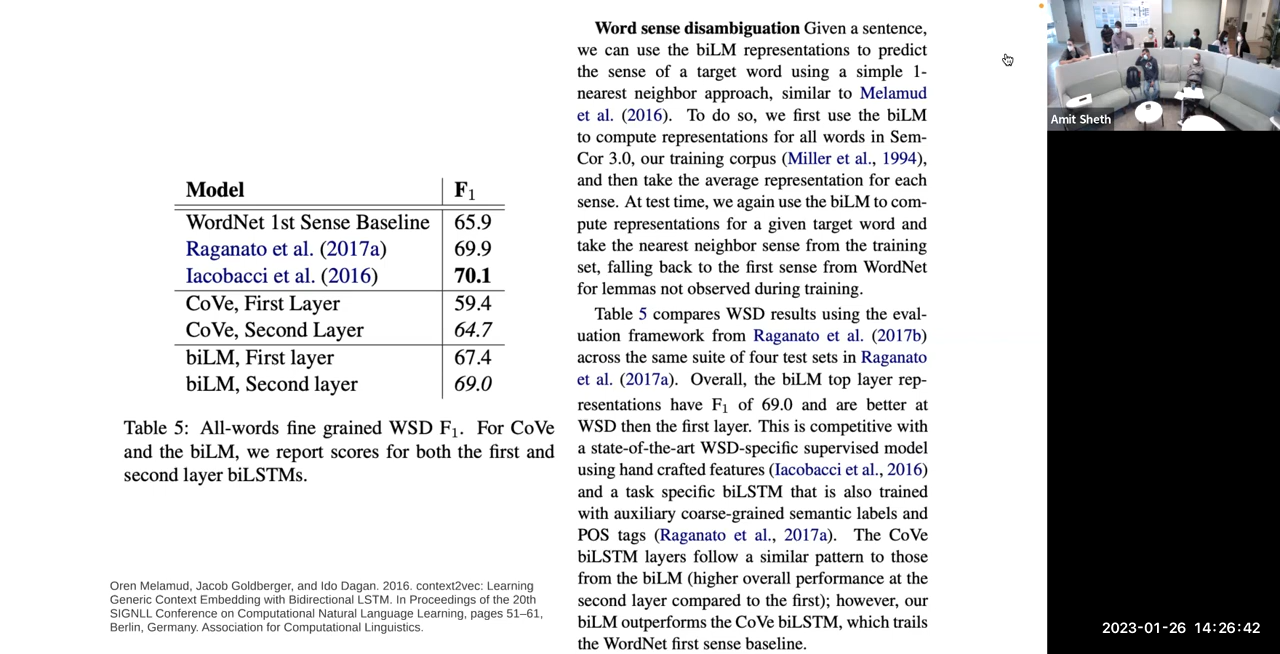 Model F1
WordNet 1st Sense Baseline 65.9
Raganato et al. (2017a) 69.9
Iacobacci et al. (2016) 70.1
CoVe, First Layer 59.4
CoVe, Second Layer 64.7
biLM, First layer 67.4
biLM, Second layer 69.0
Table 5: All-words fine grained WSD F1. For CoVe
and the biLM, we report scores for both the first and
second layer biLSTMs.
Oren Melamud, Jacob Goldberger, and Ido Dagan. 2016. context2vec: Learning
Generic Context Embedding with Bidirectional LSTM. In Proceedings of the 20th
SIGNLL Conference on Computational Natural Language Learning, pages 51–61,
Berlin, Germany. Association for Computational Linguistics.
Word sense disambiguation Given a sentence,
we can use the biLM representations to predict
the sense of a target word using a simple 1-
nearest neighbor approach, similar to Melamud
et al. (2016). To do so, we first use the biLM
to compute representations for all words in Sem-
Cor 3.0, our training corpus (Miller et al., 1994),
and then take the average representation for each
sense. At test time, we again use the biLM to com-
pute representations for a given target word and
take the nearest neighbor sense from the training
set, falling back to the first sense from WordNet
for lemmas not observed during training.
Table 5 compares WSD results using the eval-
uation framework from Raganato et al. (2017b)
across the same suite of four test sets in Raganato
et al. (2017a). Overall, the biLM top layer rep-
resentations have F1 of 69.0 and are better at
WSD then the first layer. This is competitive with
a state-of-the-art WSD-specific supervised model
using hand crafted features (Iacobacci et al., 2016)
and a task specific biLSTM that is also trained
with auxiliary coarse-grained semantic labels and
POS tags (Raganato et al., 2017a). The CoVe
biLSTM layers follow a similar pattern to those
from the biLM (higher overall performance at the
second layer compared to the first); however, our
biLM outperforms the CoVe biLSTM, which trails
the WordNet first sense baseline.
Amit Sheth
2023-01-26 14:26:42